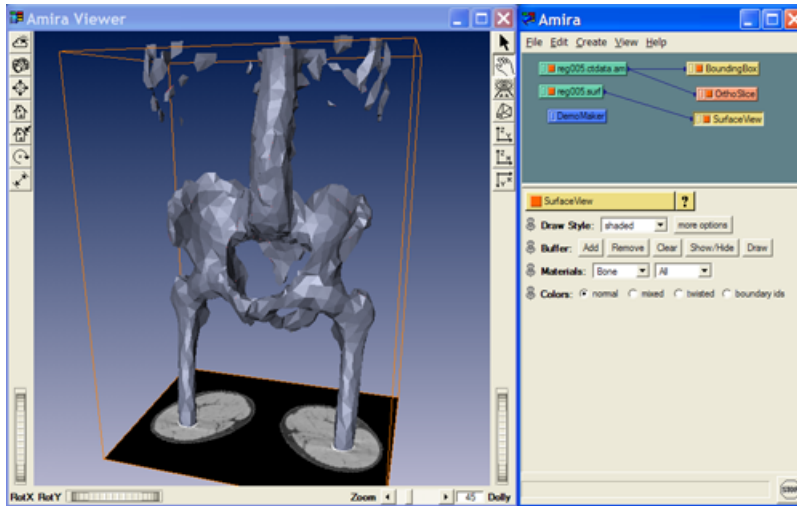 Amira Viewer
RotX RotY
Zoom 45 Dolly
Amira
File Edit Create View Help
reg005.ctdata.am BoundingBox
OrthoSlice
reg005.surf
DemoMaker SurfaceView
SurfaceView ?
Draw Style: shaded more options
Buffer: Add Remove Clear Show/Hide Draw
Materials: Bone All
Colors: normal mixed twisted boundary ids
STOP